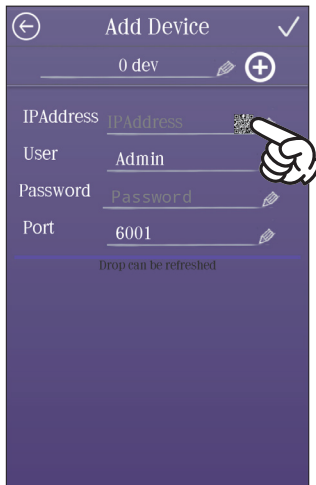 Add Device
0 dev
IPAddress IPAddress
User Admin
Password Password
Port 6001
Drop can be refreshed